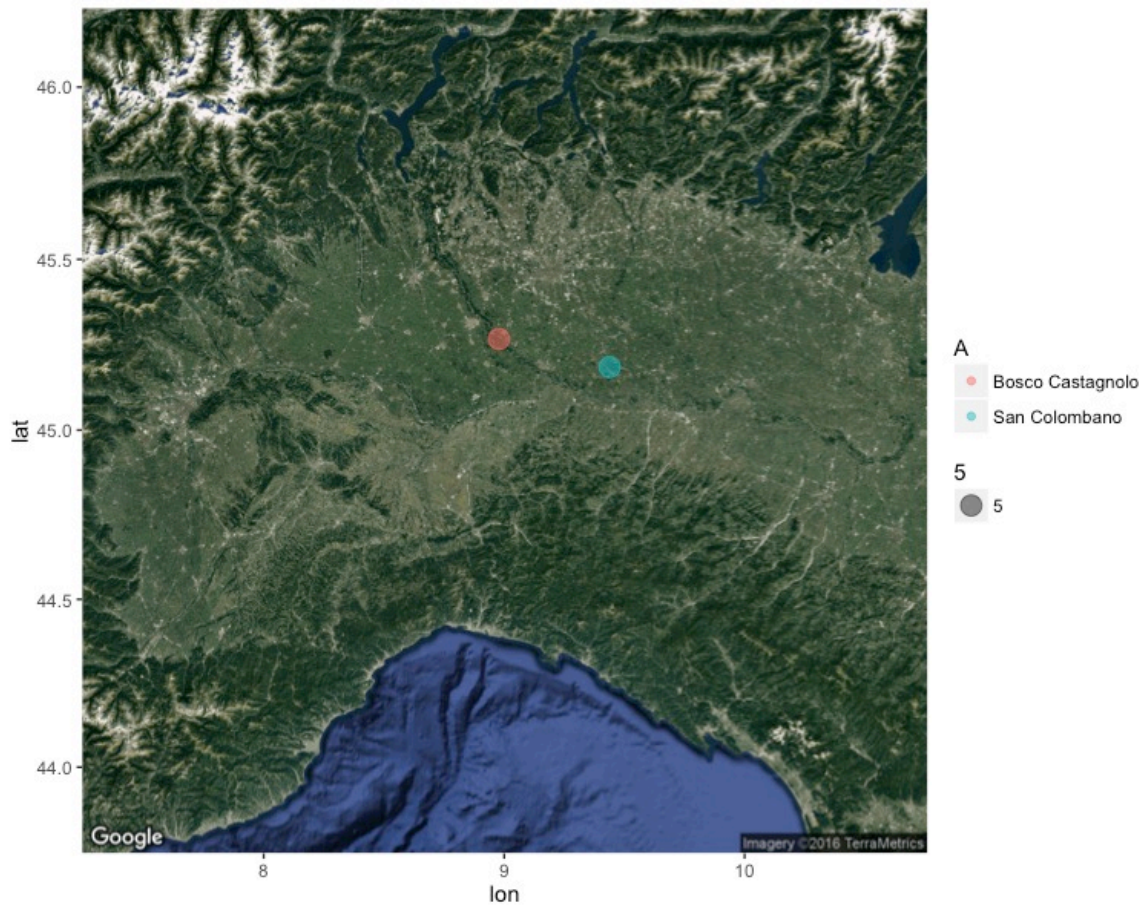 46.0
45.5
45.0
44.5
44.0
lat
8
9
10
lon
Google
Imagery ©2016 TerraMetrics
A
Bosco Castagnolo
San Colombano
5
5